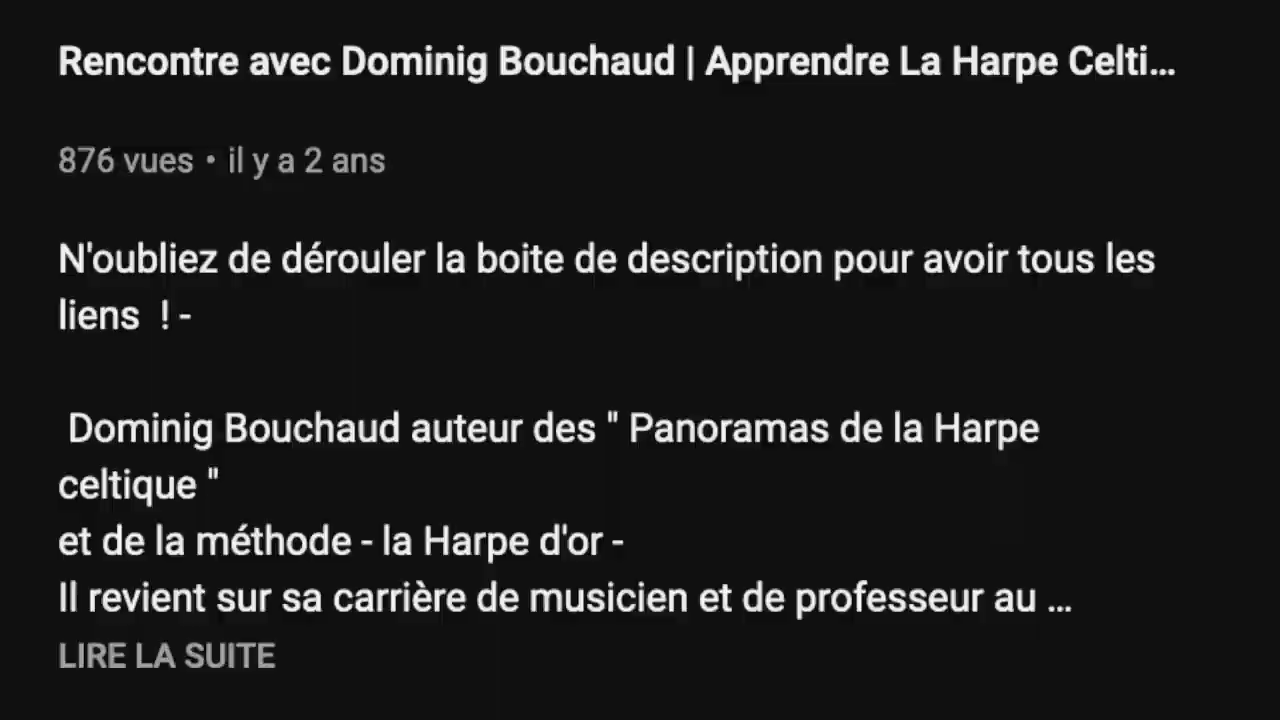 Rencontre avec Dominig Bouchaud | Apprendre La Harpe Celti...
876 vues • il y a 2 ans
N'oubliez de dérouler la boite de description pour avoir tous les
liens  ! -
Dominig Bouchaud auteur des " Panoramas de la Harpe
celtique "
et de la méthode - la Harpe d'or -
Il revient sur sa carrière de musicien et de professeur au ...
LIRE LA SUITE